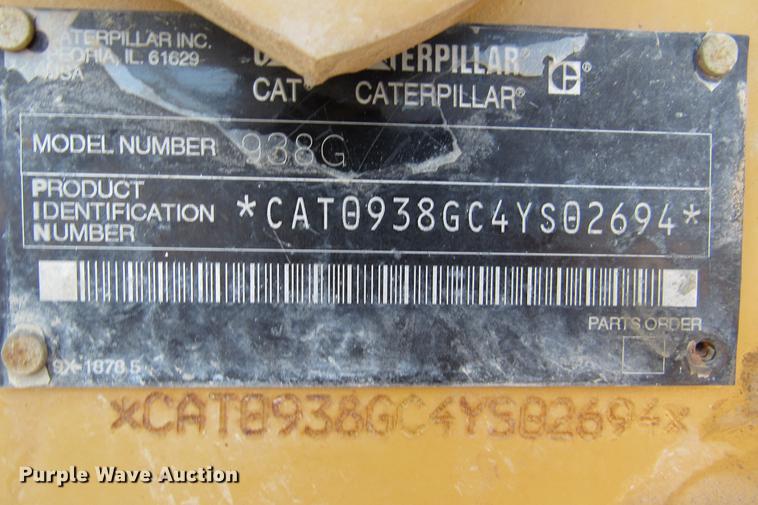 CATERPILLAR INC.
PEORIA, IL. 61629
USA
CATERPILLAR®
CAT® CATERPILLAR®
MODEL NUMBER 938G
PRODUCT
IDENTIFICATION
NUMBER
*CAT0938GC4YS02694*
PARTS ORDER
9X-1878 5
*CAT0938GC4YS02694*
Purple Wave Auction